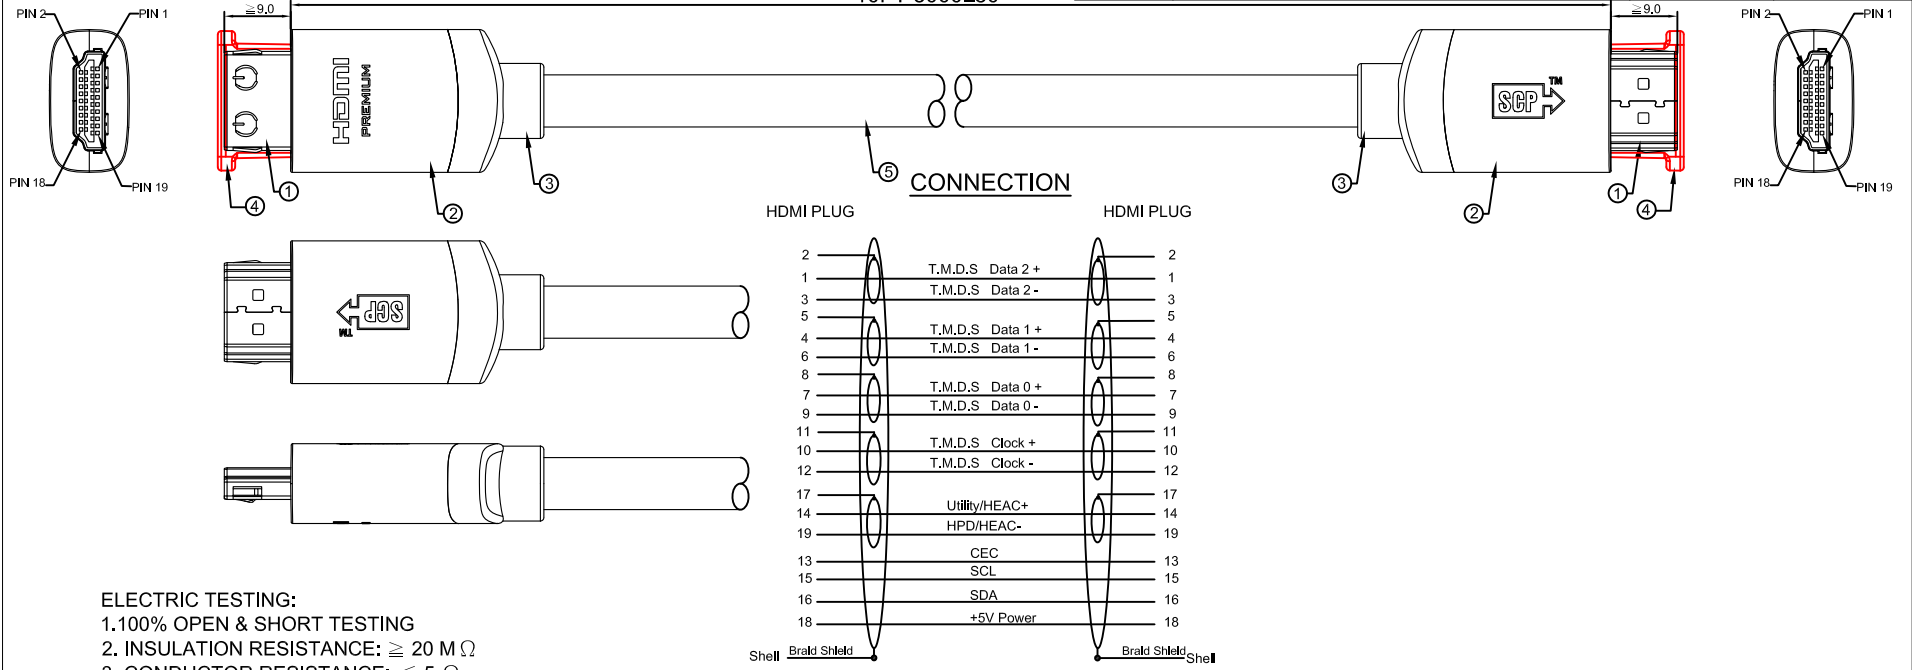 ≧9.0
≧9.0
PIN 2 PIN 1
PIN 2 PIN 1
HDMI
PREMIUM
SCP
TM
PIN 18 PIN 19
PIN 18 PIN 19
4 1 2 3 5
3 2 1 4
CONNECTION
HDMI PLUG HDMI PLUG
2 2
1 T.M.D.S Data 2 + 1
3 T.M.D.S Data 2 - 3
5 5
4 T.M.D.S Data 1 + 4
6 T.M.D.S Data 1 - 6
8 8
7 T.M.D.S Data 0 + 7
9 T.M.D.S Data 0 - 9
11 11
10 T.M.D.S Clock + 10
12 T.M.D.S Clock - 12
17 17
14 Utility/HEAC+ 14
19 HPD/HEAC- 19
13 CEC 13
15 SCL 15
16 SDA 16
18 +5V Power 18
Shell Braid Shield Braid Shield Shell
SCP
TM
ELECTRIC TESTING:
1.100% OPEN & SHORT TESTING
2. INSULATION RESISTANCE: ≧ 20 M Ω